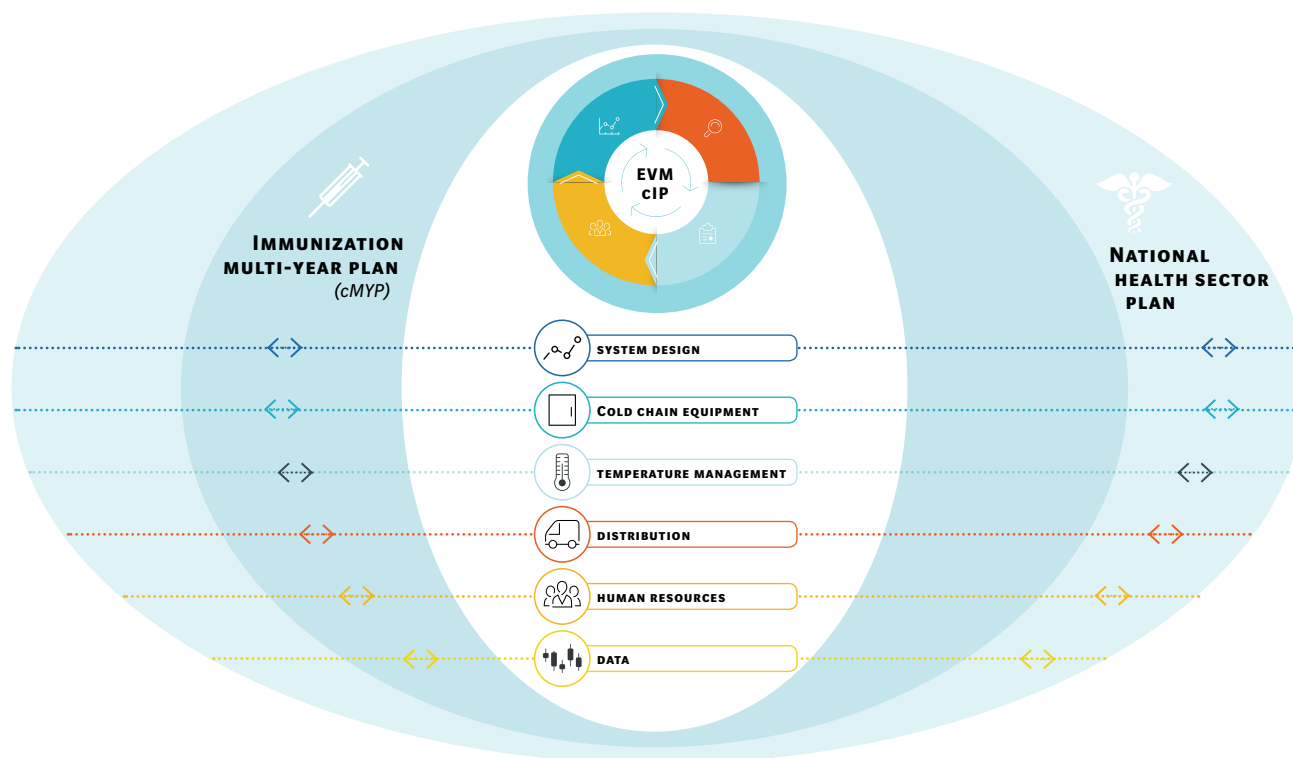 EVM
cIP
IMMUNIZATION
MULTI-YEAR PLAN
(cMYP)
NATIONAL
HEALTH SECTOR
PLAN
SYSTEM DESIGN
COLD CHAIN EQUIPMENT
TEMPERATURE MANAGEMENT
DISTRIBUTION
HUMAN RESOURCES
DATA